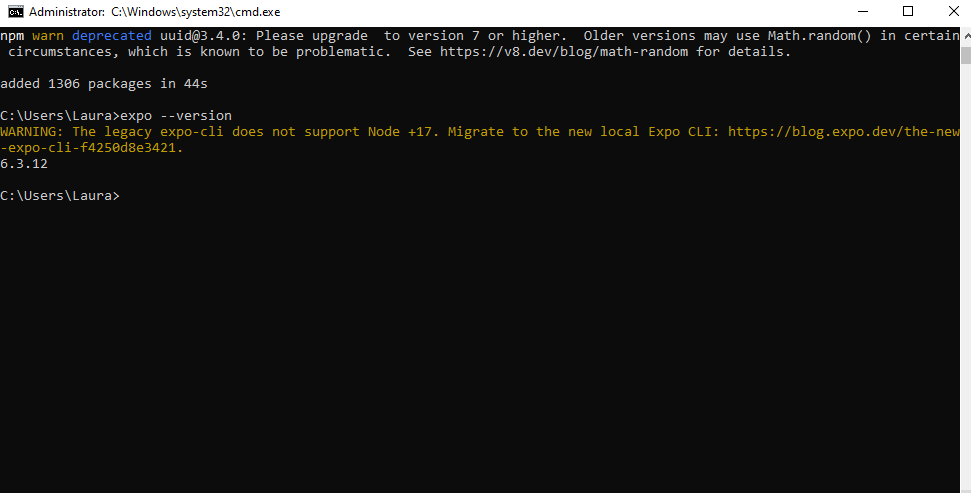 Administrator: C:\Windows\system32\cmd.exe
npm warn deprecated uuid@3.4.0: Please upgrade  to version 7 or higher.  Older versions may use Math.random() in certain
 circumstances, which is known to be problematic.  See https://v8.dev/blog/math-random for details.
added 1306 packages in 44s
C:\Users\Laura>expo --version
WARNING: The legacy expo-cli does not support Node +17. Migrate to the new local Expo CLI: https://blog.expo.dev/the-new
-expo-cli-f4250d8e3421.
6.3.12
C:\Users\Laura>